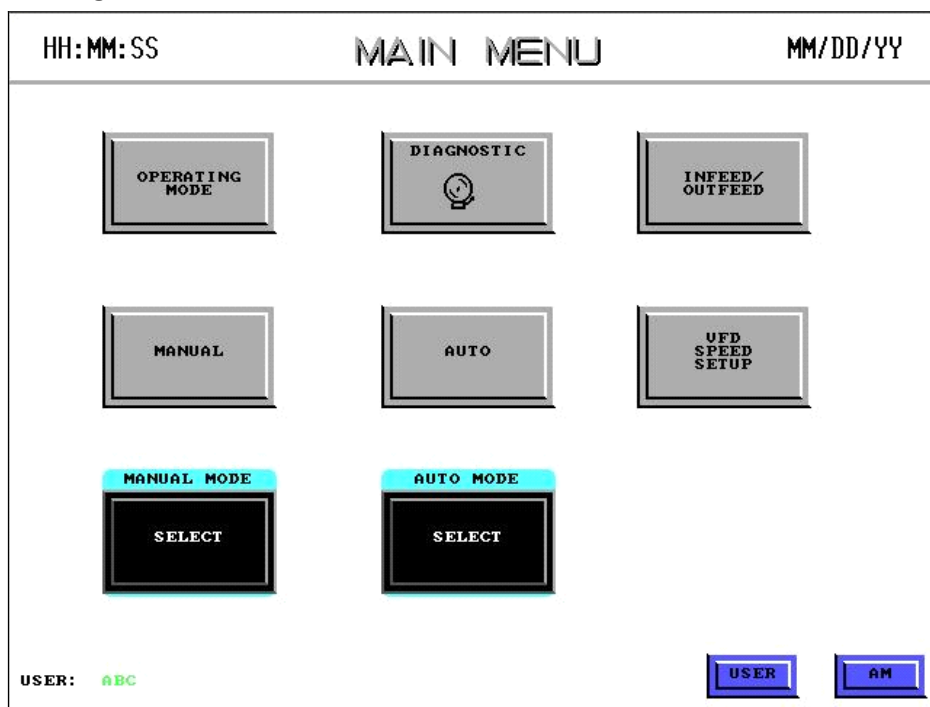 HH:MM:SS MAIN MENU MM/DD/YY
OPERATING
MODE
DIAGNOSTIC
INFEED/
OUTFEED
MANUAL
AUTO
VFD
SPEED
SETUP
MANUAL MODE
SELECT
AUTO MODE
SELECT
USER: ABC
USER
AM